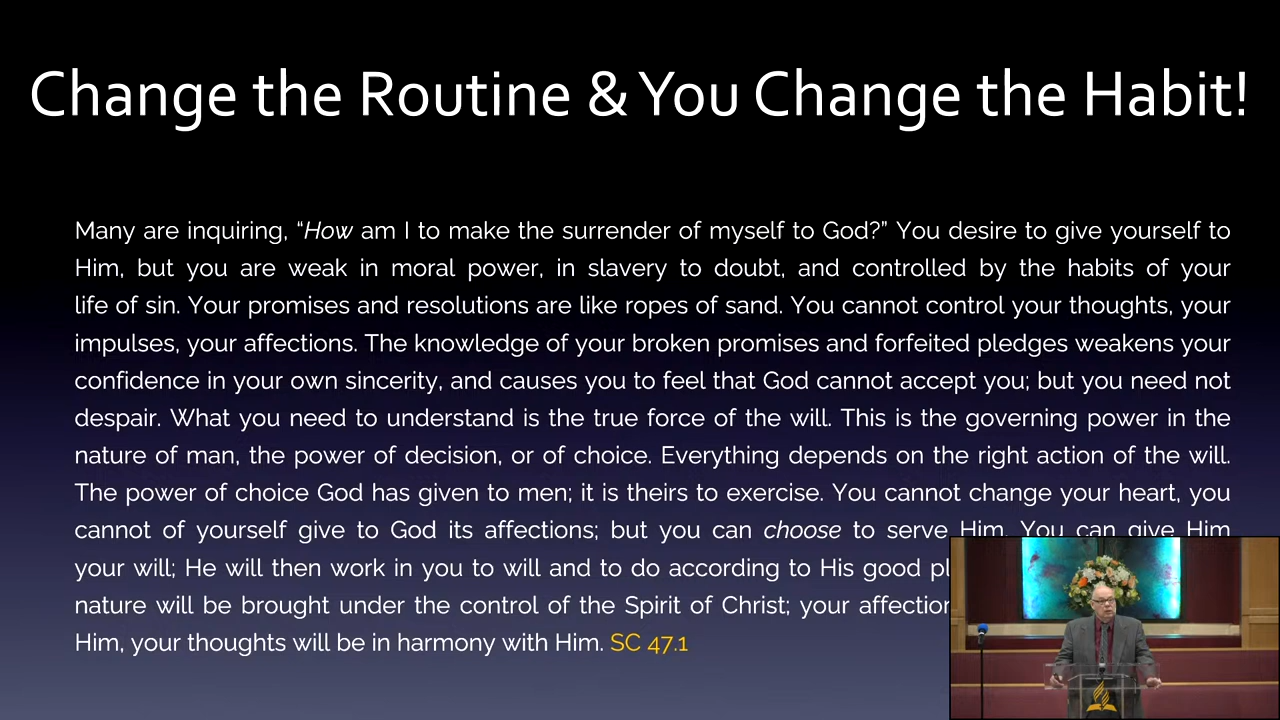 Change the Routine & You Change the Habit!
Many are inquiring, “How am I to make the surrender of myself to God?” You desire to give yourself to
Him, but you are weak in moral power, in slavery to doubt, and controlled by the habits of your
life of sin. Your promises and resolutions are like ropes of sand. You cannot control your thoughts, your
impulses, your affections. The knowledge of your broken promises and forfeited pledges weakens your
confidence in your own sincerity, and causes you to feel that God cannot accept you; but you need not
despair. What you need to understand is the true force of the will. This is the governing power in the
nature of man, the power of decision, or of choice. Everything depends on the right action of the will.
The power of choice God has given to men; it is theirs to exercise. You cannot change your heart, you
cannot of yourself give to God its affections; but you can choose to serve Him. You can give Him
your will; He will then work in you to will and to do according to His good
nature will be brought under the control of the Spirit of Christ; your
Him, your thoughts will be in harmony with Him. SC 47.1